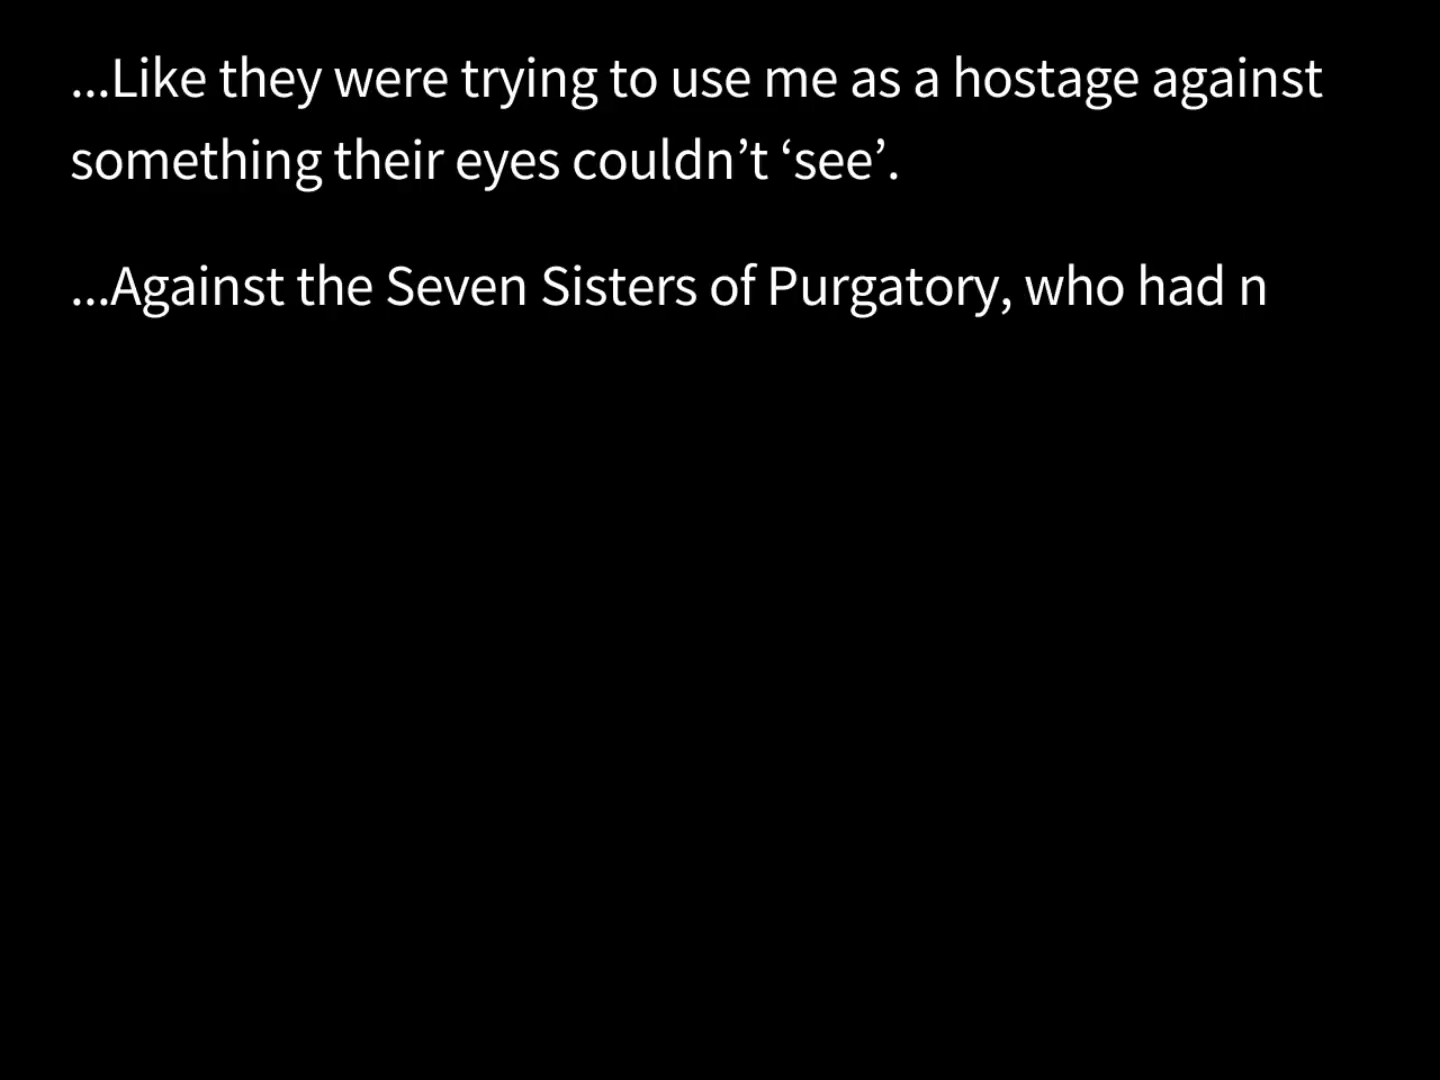 ...Like they were trying to use me as a hostage against
something their eyes couldn’t ‘see’.
...Against the Seven Sisters of Purgatory, who had n